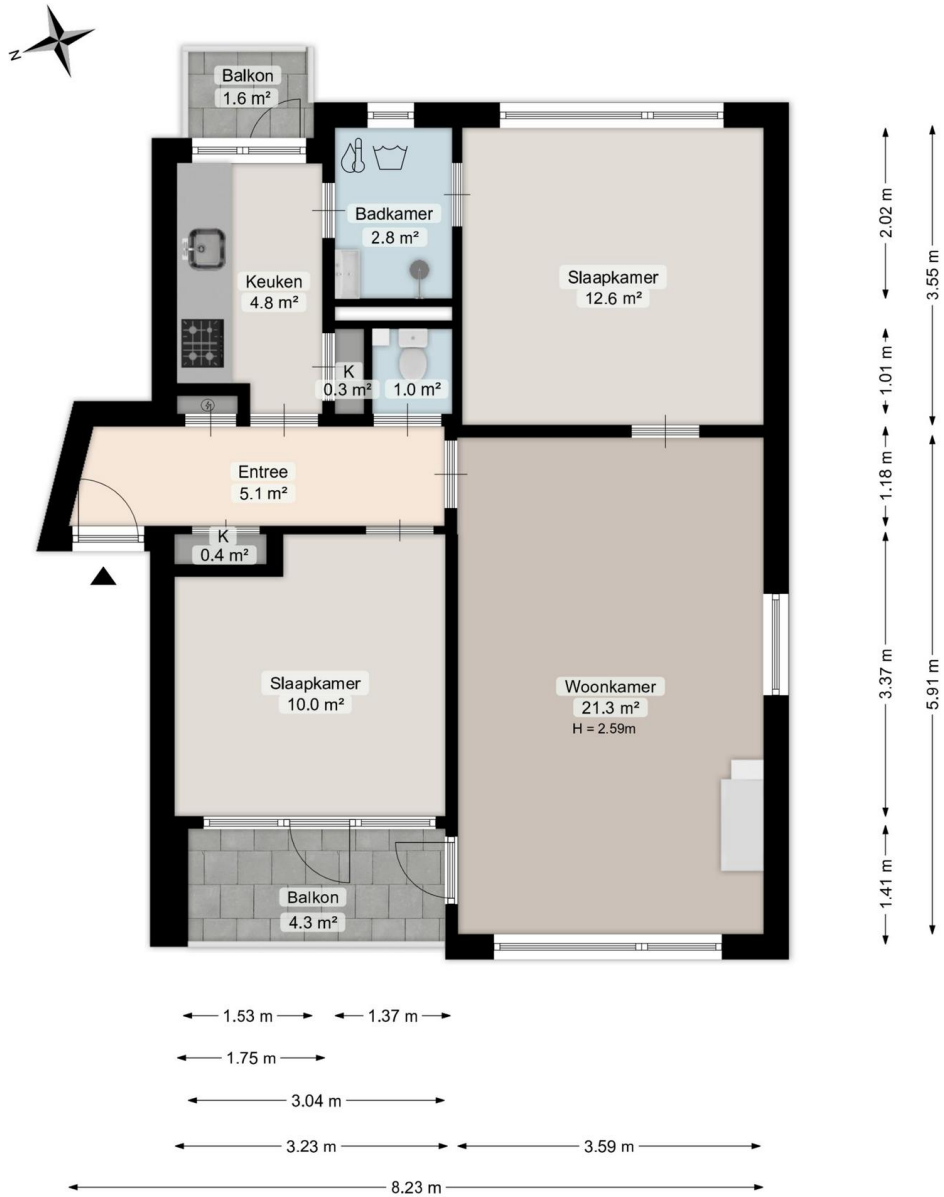 N
Balkon
1.6 m²
Badkamer
2.8 m²
Slaapkamer
12.6 m²
Keuken
4.8 m²
K
0.3 m²
1.0 m²
Entree
5.1 m²
K
0.4 m²
Slaapkamer
10.0 m²
Woonkamer
21.3 m²
H = 2.59m
Balkon
4.3 m²
2.02 m
3.55 m
1.01 m
1.18 m
3.37 m
5.91 m
1.41 m
1.53 m
1.37 m
1.75 m
3.04 m
3.23 m
3.59 m
8.23 m